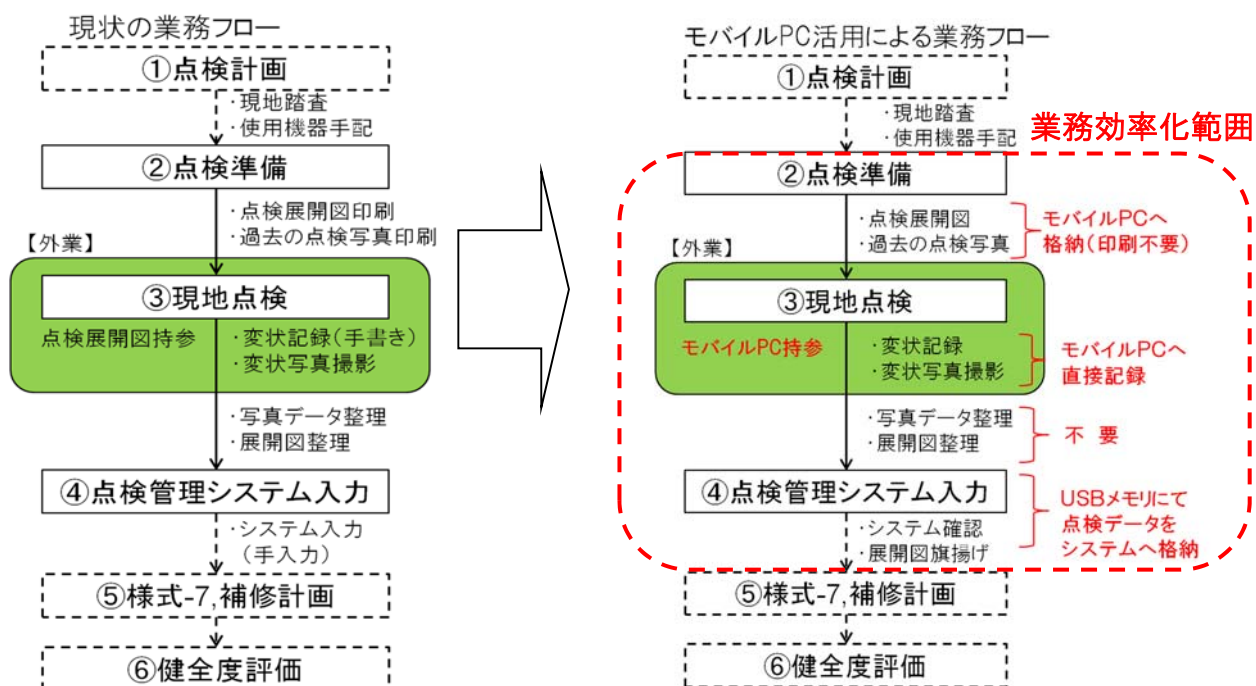 現状の業務フロー
①点検計画
・現地踏査
・使用機器手配
②点検準備
・点検展開図印刷
・過去の点検写真印刷
【外業】
③現地点検
点検展開図持参
・変状記録(手書き)
・変状写真撮影
・写真データ整理
・展開図整理
④点検管理システム入力
・システム入力
(手入力)
⑤様式-7,補修計画
⑥健全度評価
モバイルPC活用による業務フロー
①点検計画
・現地踏査
・使用機器手配
業務効率化範囲
②点検準備
・点検展開図
・過去の点検写真
モバイルPCへ
格納(印刷不要)
【外業】
③現地点検
モバイルPC持参
・変状記録
・変状写真撮影
モバイルPCへ
直接記録
・写真データ整理
・展開図整理
不 要
④点検管理システム入力
・システム確認
・展開図旗揚げ
USBメモリにて
点検データを
システムへ格納
⑤様式-7,補修計画
⑥健全度評価